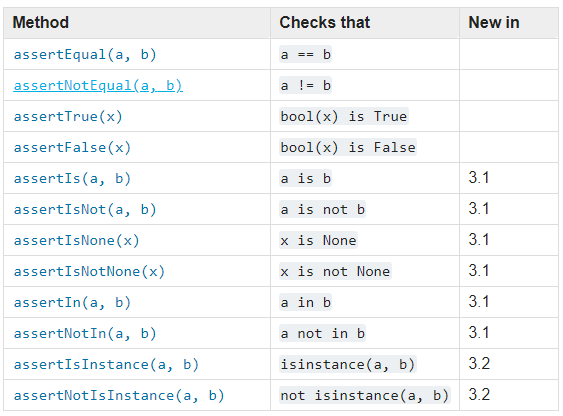 Method Checks that New in
assertEqual(a, b) a == b
assertNotEqual(a, b) a != b
assertTrue(x) bool(x) is True
assertFalse(x) bool(x) is False
assertIs(a, b) a is b 3.1
assertIsNot(a, b) a is not b 3.1
assertIsNone(x) x is None 3.1
assertIsNotNone(x) x is not None 3.1
assertIn(a, b) a in b 3.1
assertNotIn(a, b) a not in b 3.1
assertIsInstance(a, b) isinstance(a, b) 3.2
assertNotIsInstance(a, b) not isinstance(a, b) 3.2